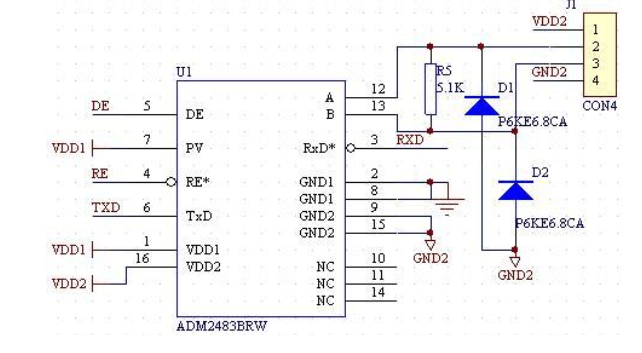 J1
VDD2 1
2
3
GND2 4
CON4
R5
5.1K
D1
P6KE6.8CA
D2
P6KE6.8CA
GND2
U1
DE 5 DE
VDD1 7 PV
RE 4 RE*
TXD 6 TxD
VDD1 1 VDD1
VDD2 16 VDD2
A 12
B 13
RxD* 3 RXD
GND1 2
GND1 8
GND2 9
GND2 15
GND2
NC 10
NC 11
NC 14
ADM2483BRW